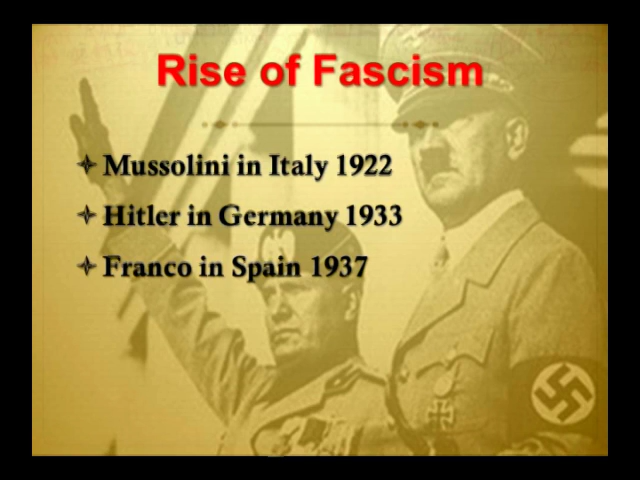 Rise of Fascism
Mussolini in Italy 1922
Hitler in Germany 1933
Franco in Spain 1937